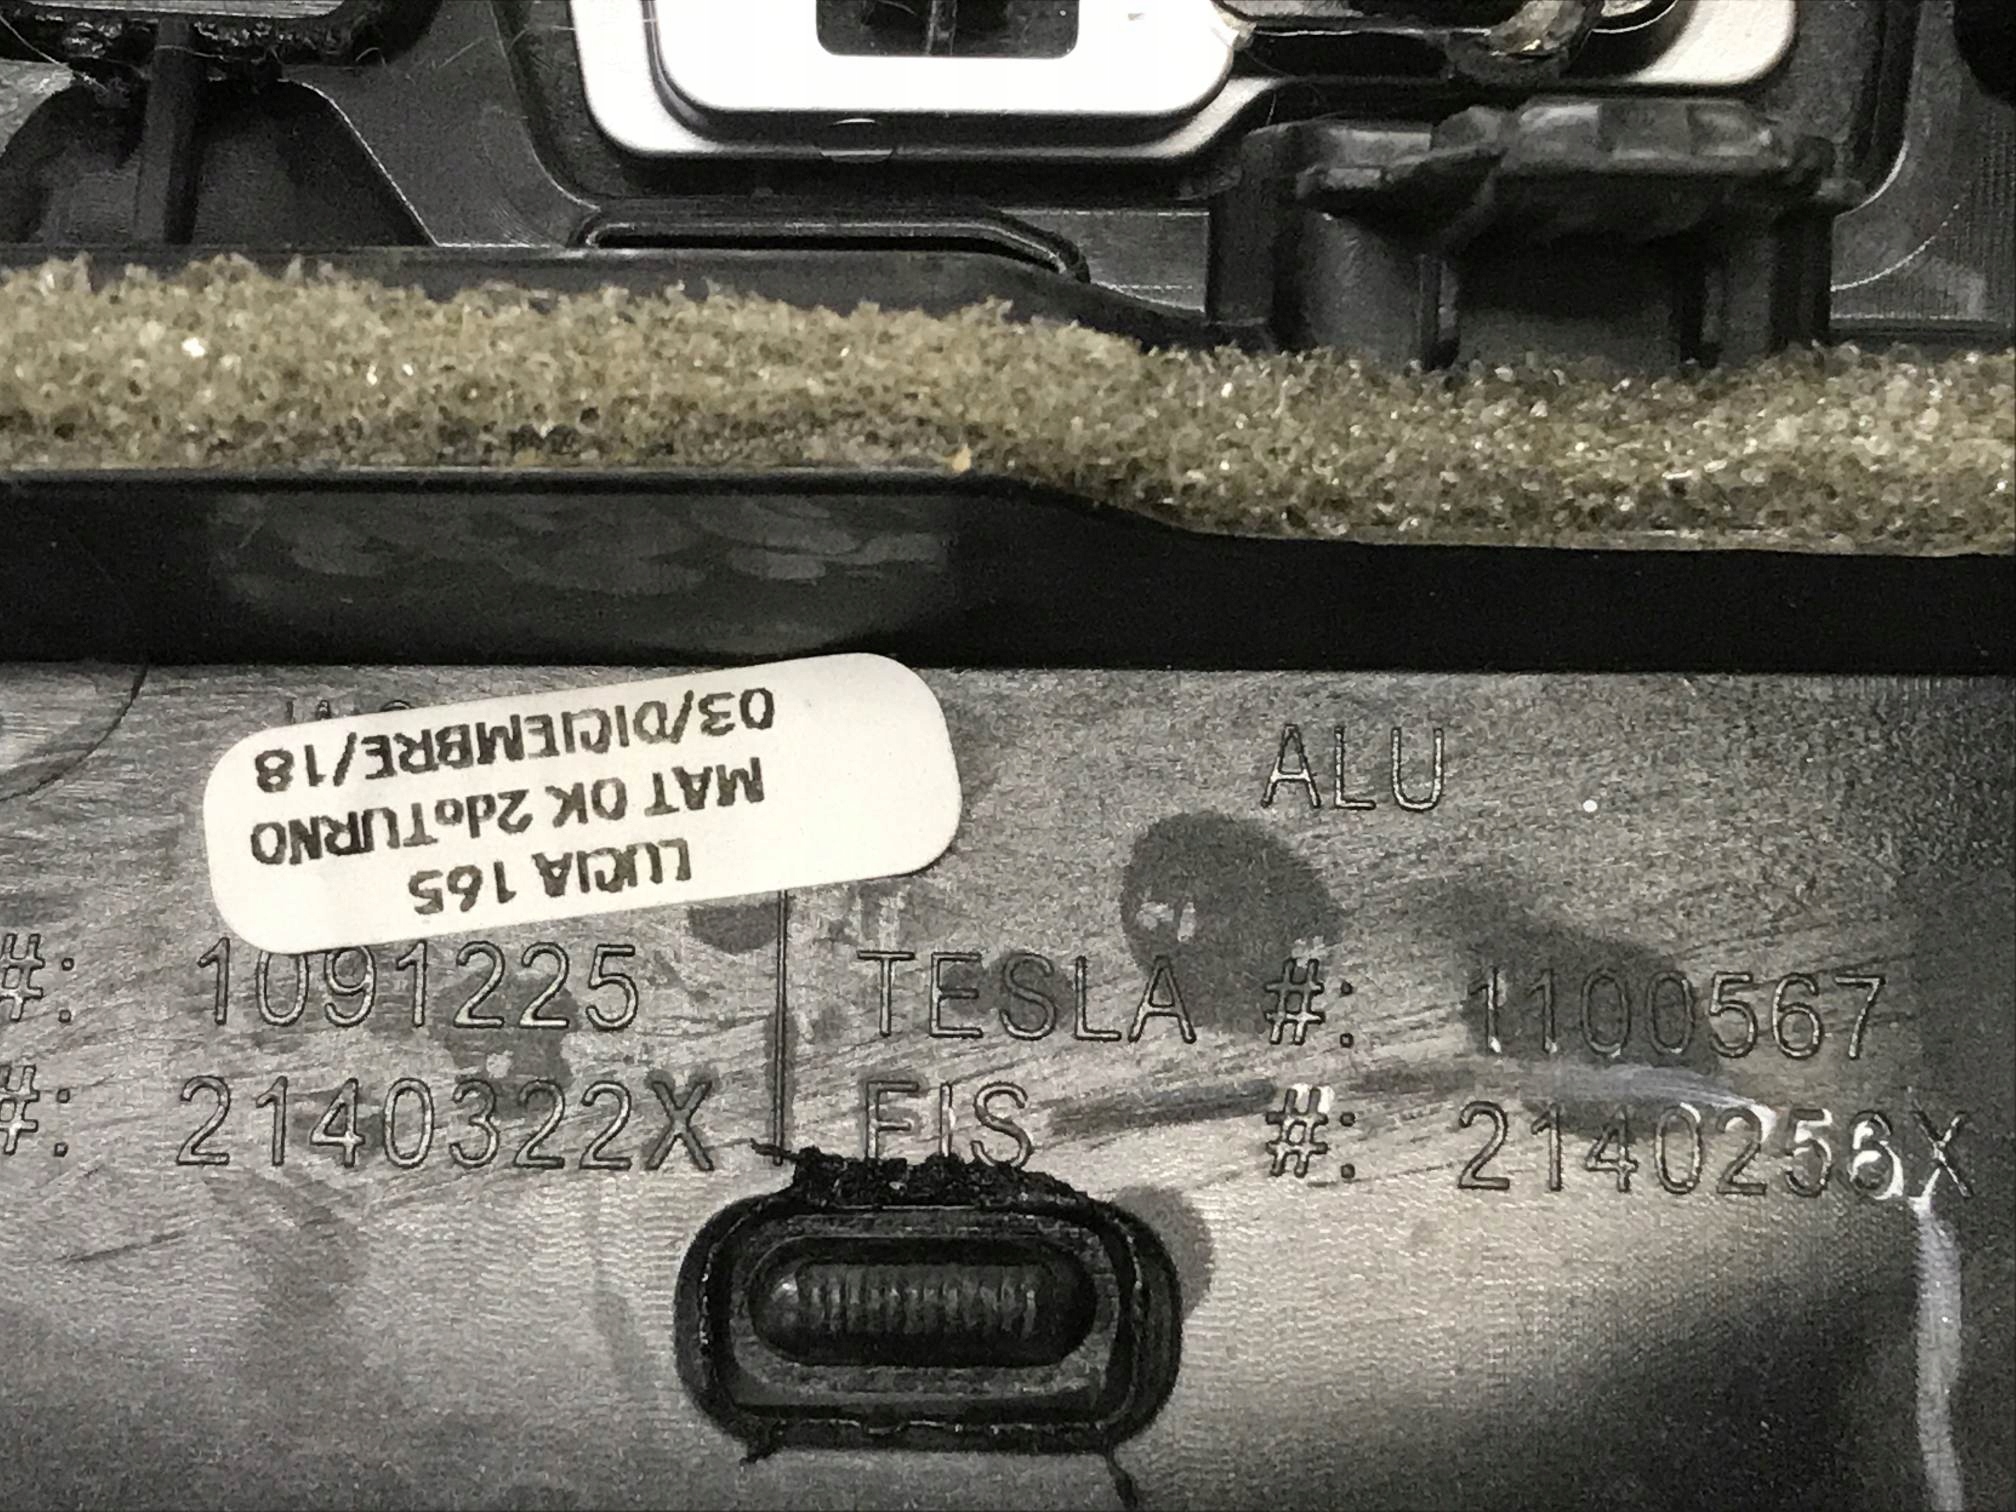 LUCIA 165
MAT OK 2doTURNO
03/DICIEMBRE/18
ALU
#: 1091225
TESLA #: 1100567
#: 2140322X
FIS #: 2140256X